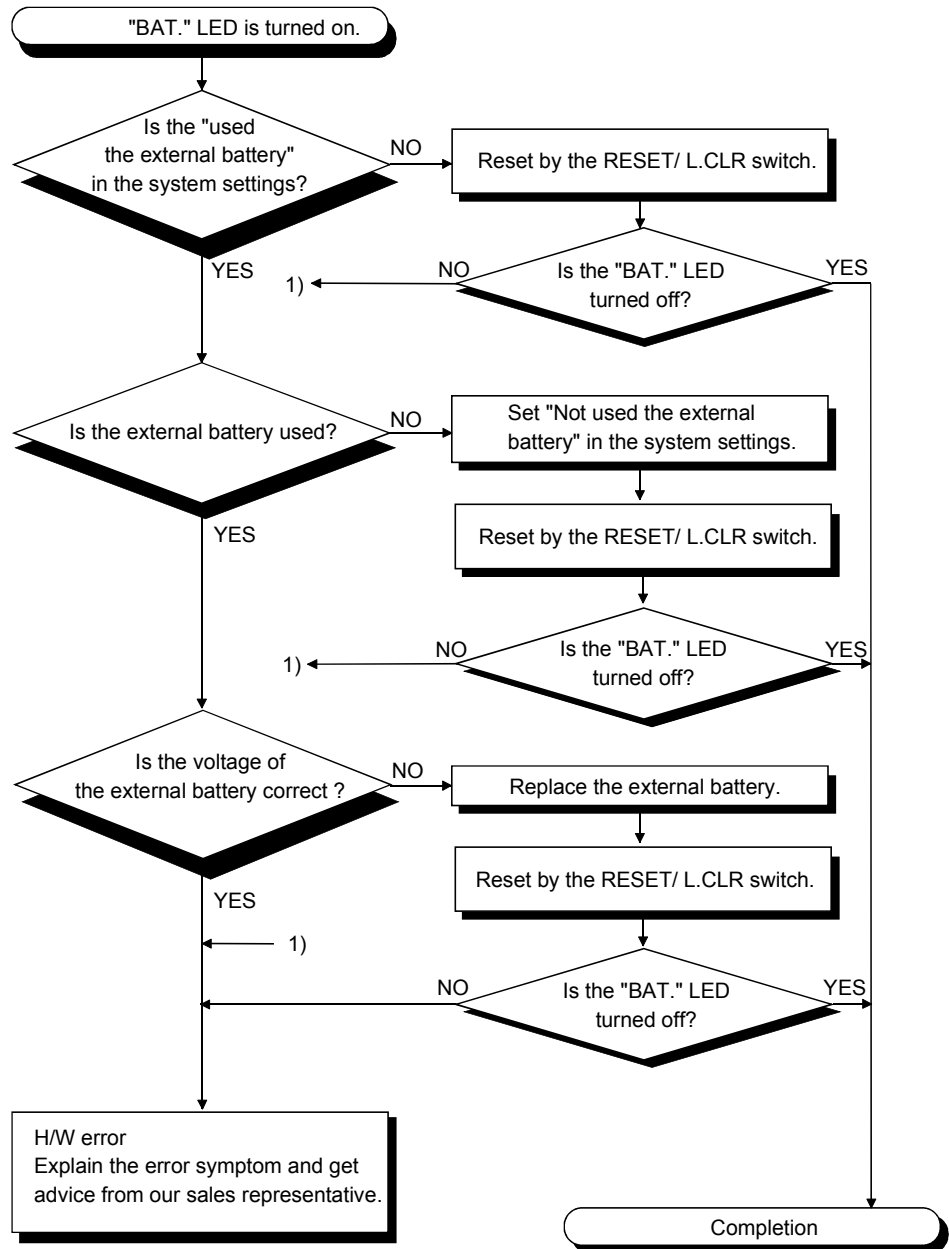 "BAT." LED is turned on.
Is the "used
the external battery"
in the system settings?
NO
Reset by the RESET/ L.CLR switch.
YES
1)
NO
Is the "BAT." LED
turned off?
YES
Is the external battery used?
NO
Set "Not used the external
battery" in the system settings.
YES
Reset by the RESET/ L.CLR switch.
1)
NO
Is the "BAT." LED
turned off?
YES
Is the voltage of
the external battery correct ?
NO
Replace the external battery.
YES
Reset by the RESET/ L.CLR switch.
1)
NO
Is the "BAT." LED
turned off?
YES
H/W error
Explain the error symptom and get
advice from our sales representative.
Completion